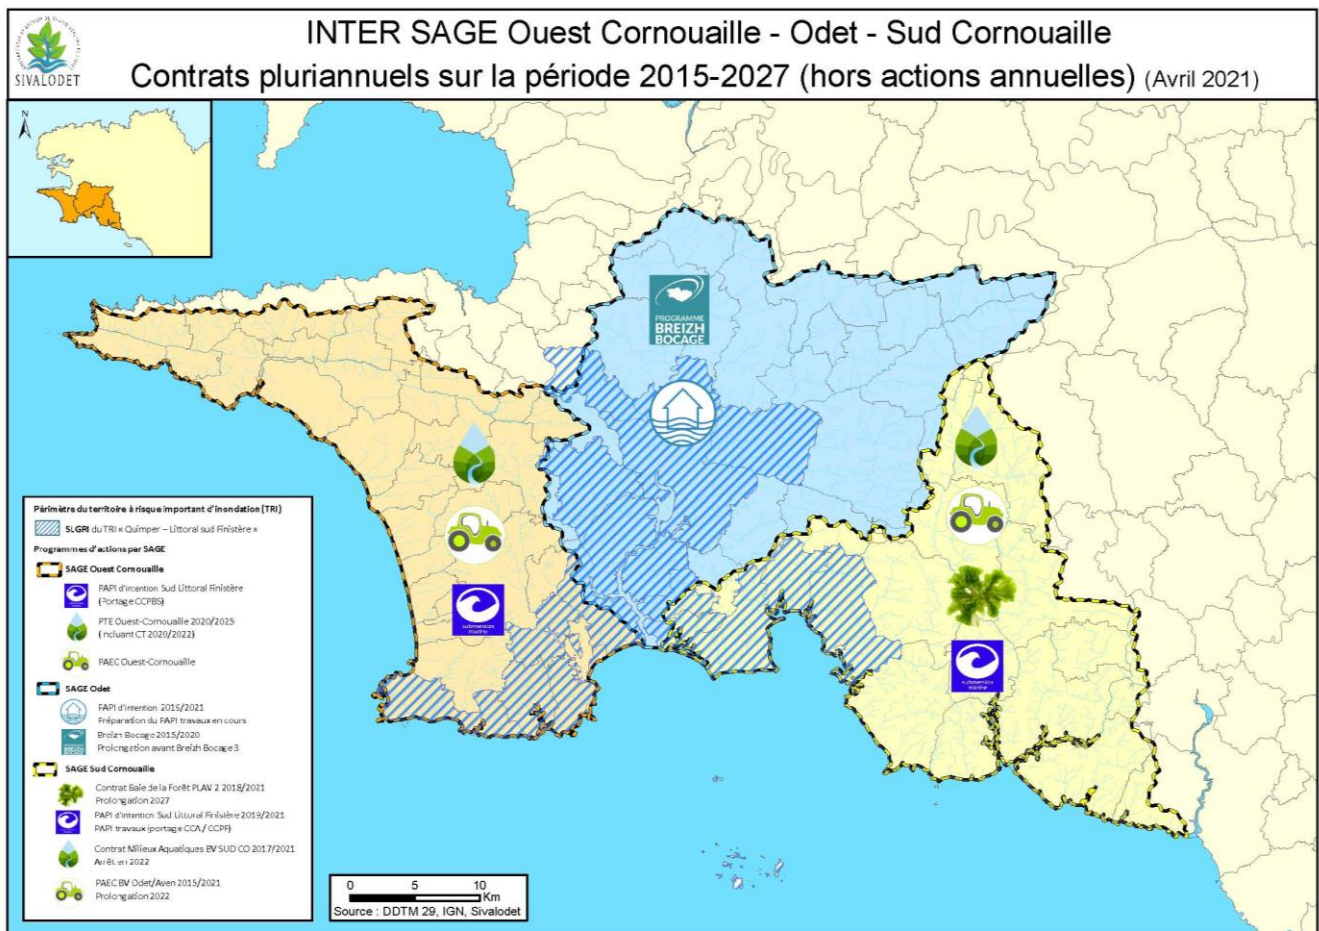 INTER SAGE Ouest Cornouaille - Odet - Sud Cornouaille
Contrats pluriannuels sur la période 2015-2027 (hors actions annuelles) (Avril 2021)
SIVALODET
N
PROGRAMME
BREIZH
BOCAGE
submersion
marine
submersion
marine
Périmètre du territoire à risque important d'inondation (TRI)
SLGRI du TRI « Quimper – Littoral sud Finistère »
Programmes d'actions par SAGE
SAGE Ouest Cornouaille
PAPI d'intention Sud Littoral Finistère
(Portage CCPBS)
PTE Ouest-Cornouaille 2020/2025
(incluant CT 2020/2022)
PAEC Ouest-Cornouaille
SAGE Odet
PAPI d'intention 2015/2021
Préparation du PAPI travaux en cours
BREIZH
BOCAGE
Breizh Bocage 2015/2020
Prolongation avant Breizh Bocage 3
SAGE Sud Cornouaille
Contrat Baie de la Forêt PLAV 2 2018/2021
Prolongation 2027
PAPI d'intention Sud Littoral Finistère 2019/2021
PAPI travaux (portage CCA / CCPF)
Contrat Milieux Aquatiques BV SUD CO 2017/2021
Arrêt en 2022
PAEC BV Odet/Aven 2015/2021
Prolongation 2022
0 5 10
Km
Source : DDTM 29, IGN, Sivalodet